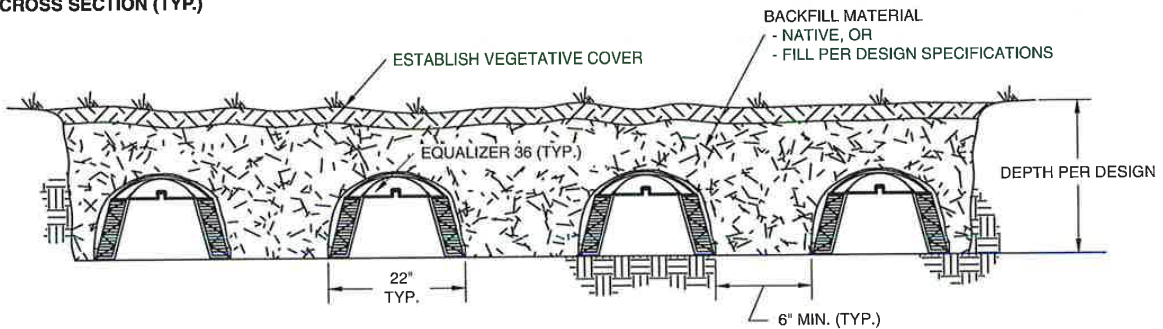 CROSS SECTION (TYP.)
BACKFILL MATERIAL
- NATIVE, OR
- FILL PER DESIGN SPECIFICATIONS
ESTABLISH VEGETATIVE COVER
EQUALIZER 36 (TYP.)
DEPTH PER DESIGN
22"
TYP.
6" MIN. (TYP.)